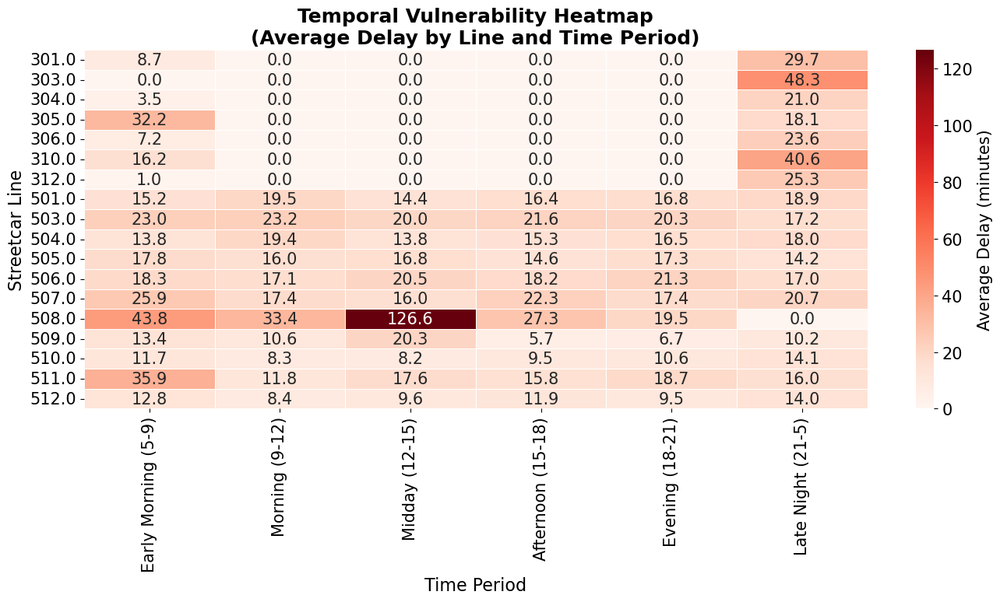 Temporal Vulnerability Heatmap
(Average Delay by Line and Time Period)
301.0 8.7 0.0 0.0 0.0 0.0 29.7
303.0 0.0 0.0 0.0 0.0 0.0 48.3
304.0 3.5 0.0 0.0 0.0 0.0 21.0
305.0 32.2 0.0 0.0 0.0 0.0 18.1
306.0 7.2 0.0 0.0 0.0 0.0 23.6
310.0 16.2 0.0 0.0 0.0 0.0 40.6
312.0 1.0 0.0 0.0 0.0 0.0 25.3
501.0 15.2 19.5 14.4 16.4 16.8 18.9
503.0 23.0 23.2 20.0 21.6 20.3 17.2
504.0 13.8 19.4 13.8 15.3 16.5 18.0
505.0 17.8 16.0 16.8 14.6 17.3 14.2
506.0 18.3 17.1 20.5 18.2 21.3 17.0
507.0 25.9 17.4 16.0 22.3 17.4 20.7
508.0 43.8 33.4 126.6 27.3 19.5 0.0
509.0 13.4 10.6 20.3 5.7 6.7 10.2
510.0 11.7 8.3 8.2 9.5 10.6 14.1
511.0 35.9 11.8 17.6 15.8 18.7 16.0
512.0 12.8 8.4 9.6 11.9 9.5 14.0
Streetcar Line
Early Morning (5-9)
Morning (9-12)
Midday (12-15)
Afternoon (15-18)
Evening (18-21)
Late Night (21-5)
Time Period
120
100
80
60
40
20
0
Average Delay (minutes)